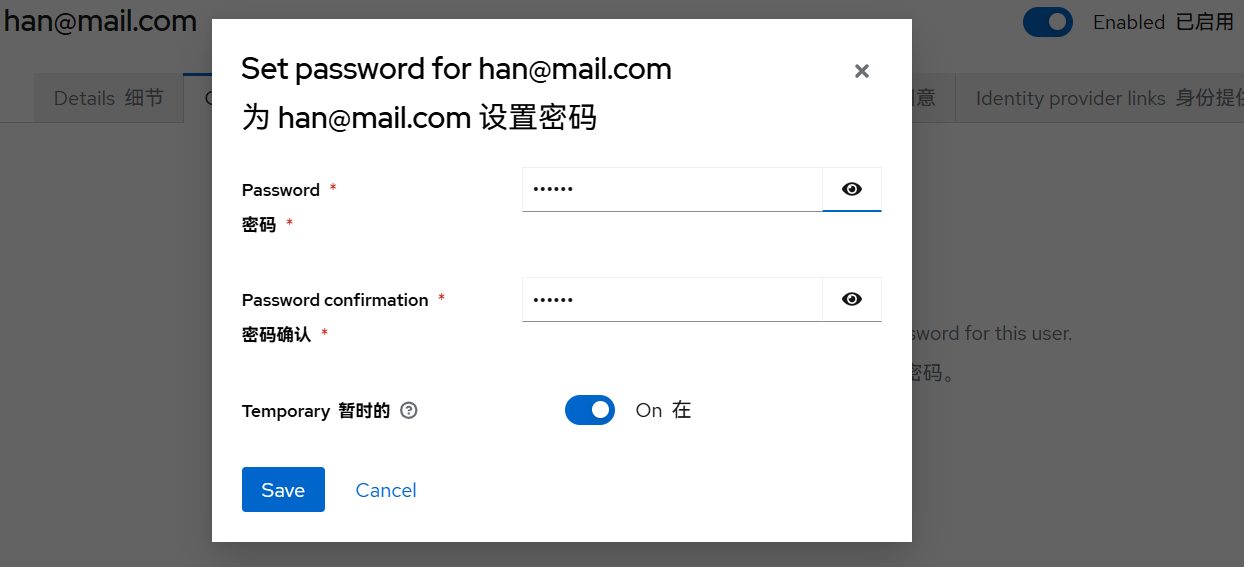 han@mail.com
Enabled 已启用
Set password for han@mail.com
为 han@mail.com 设置密码
Details 细节
Identity provider links 身份提供
Password *
密码 *
Password confirmation *
密码确认 *
sword for this user.
密码。
Temporary 暂时的
On 在
Save Cancel